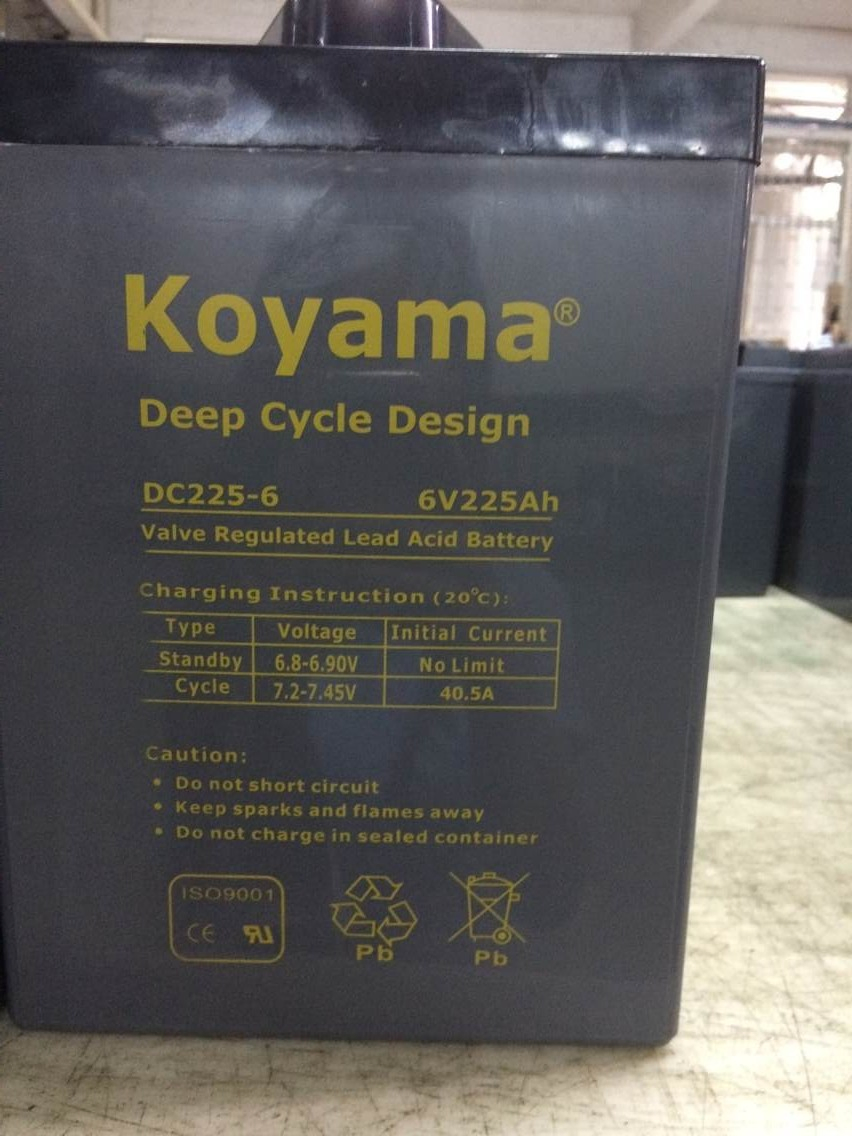 Koyama®
Deep Cycle Design
DC225-6 6V225Ah
Valve Regulated Lead Acid Battery
Charging Instruction (20℃):
Type Voltage Initial Current
Standby 6.8-6.90V No Limit
Cycle 7.2-7.45V 40.5A
Caution:
• Do not short circuit
• Keep sparks and flames away
• Do not charge in sealed container
ISO9001
CE RU
Pb Pb